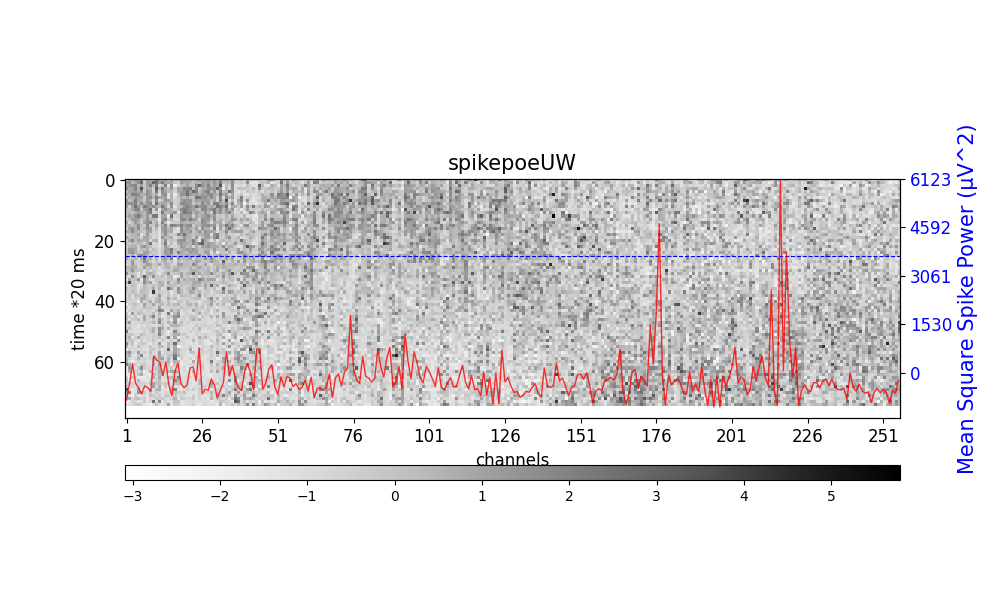 spikepoeUW
0
20
40
60
time *20 ms
6123
4592
3061
1530
0
Mean Square Spike Power (μV^2)
1 26 51 76 101 126 151 176 201 226 251
channels
−3 −2 −1 0 1 2 3 4 5